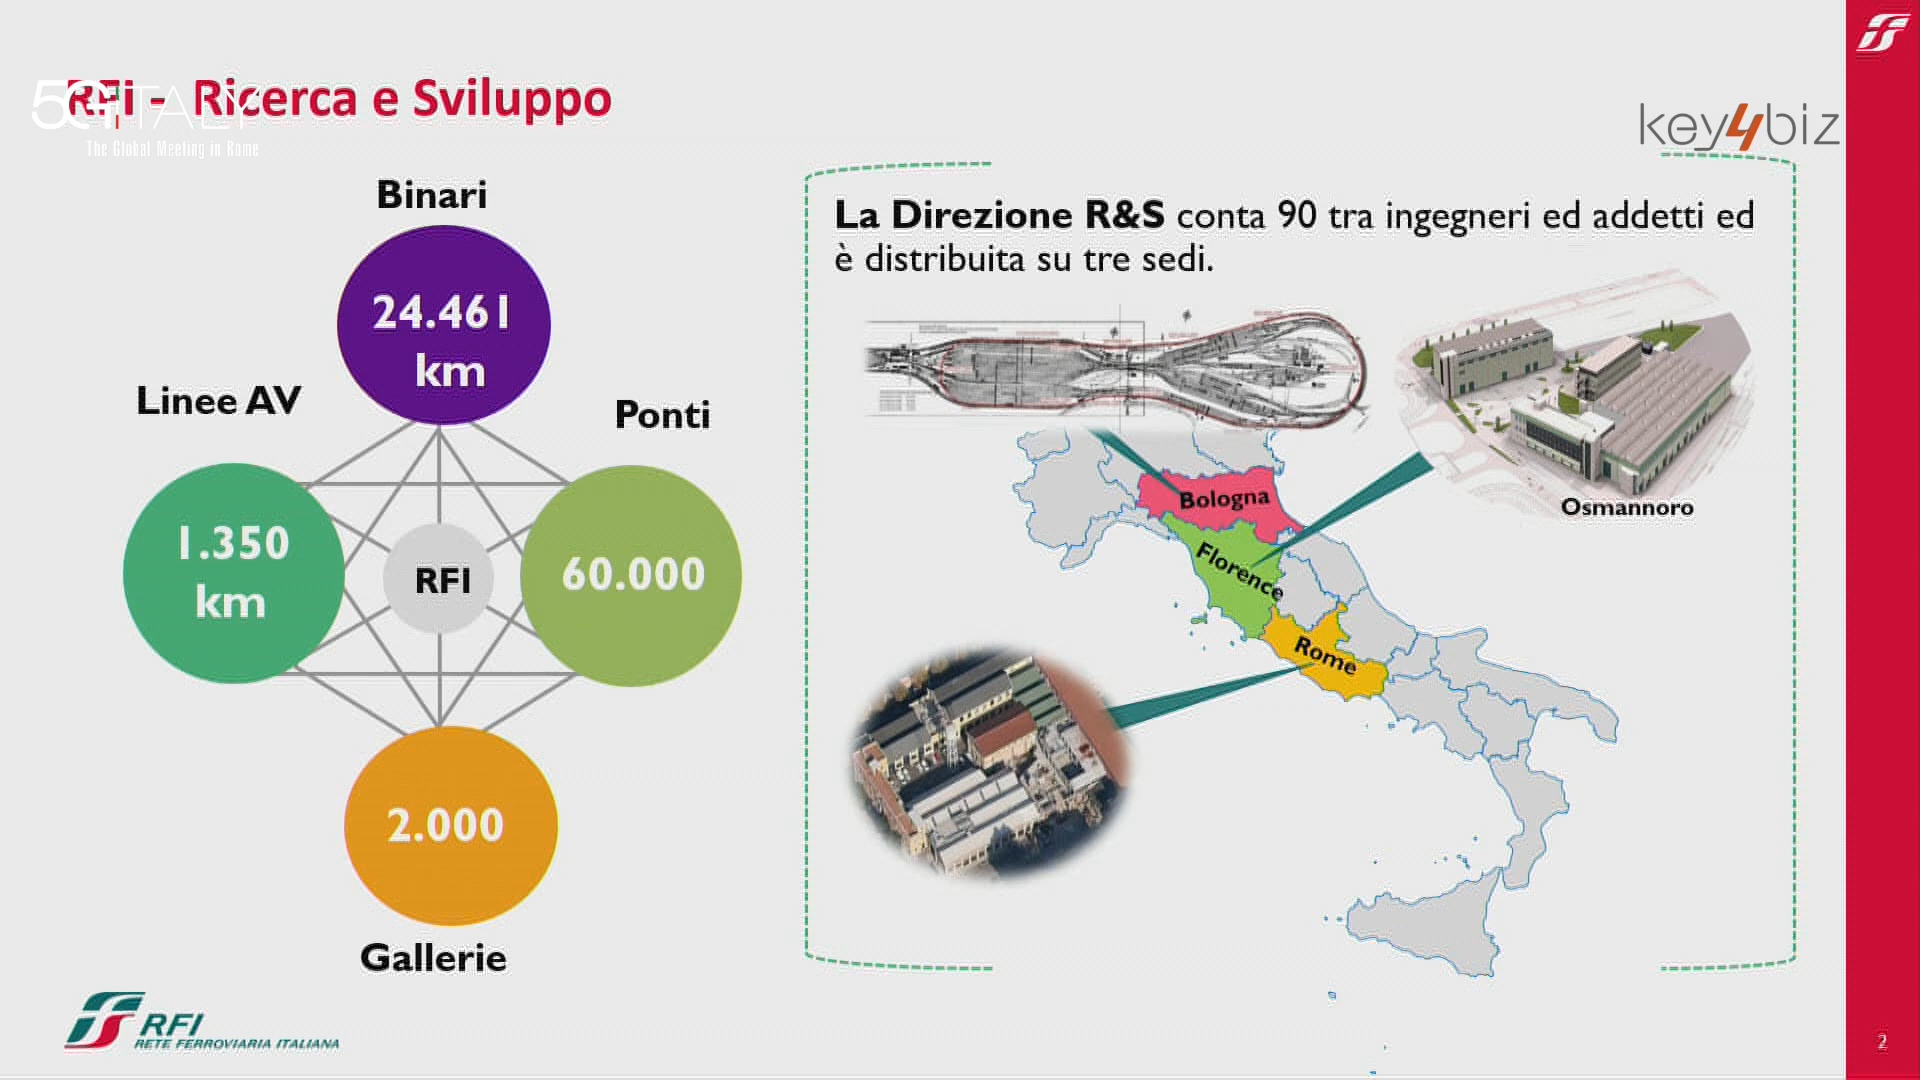 RFI - Ricerca e Sviluppo
5G ITALY
The Global Meeting in Rome
key4biz
Binari
24.461
km
Linee AV
1.350
km
Ponti
60.000
RFI
2.000
Gallerie
La Direzione R&S conta 90 tra ingegneri ed addetti ed
è distribuita su tre sedi.
Osmannoro
Bologna
Florence
Rome
RFI
RETE FERROVIARIA ITALIANA
2